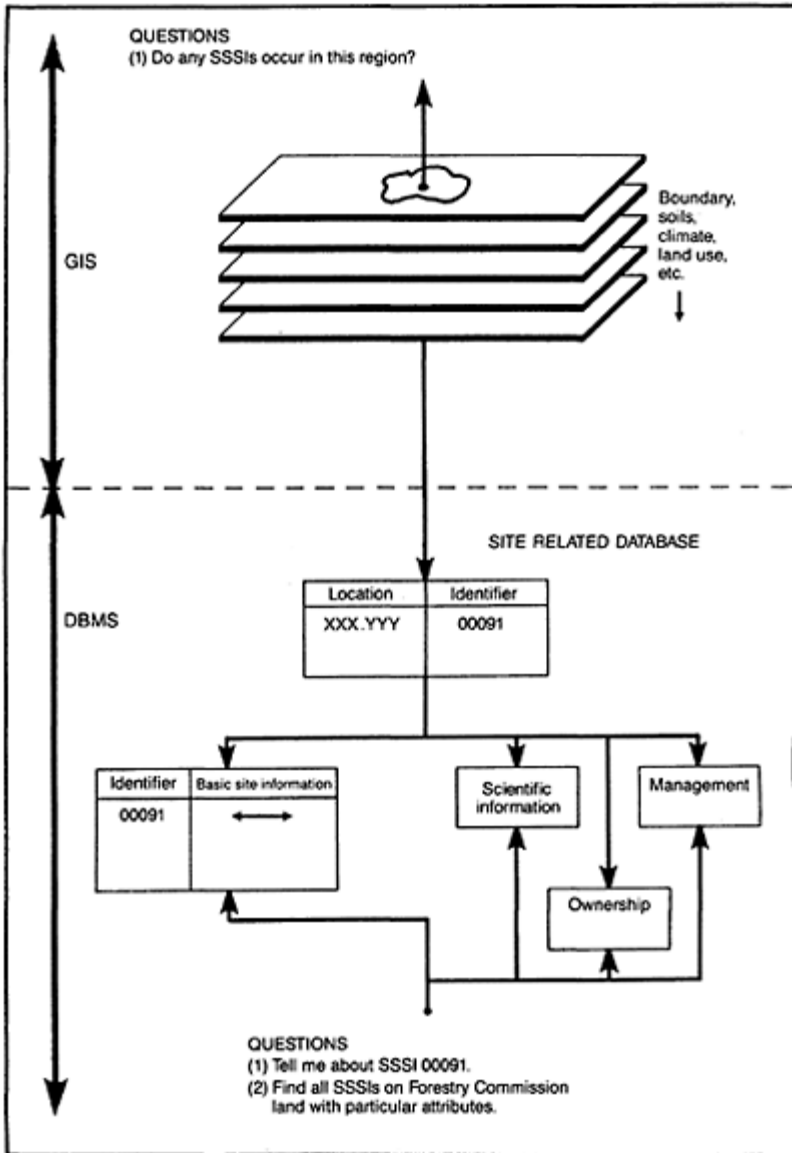 QUESTIONS
(1) Do any SSSIs occur in this region?
Boundary,
soils,
climate,
land use,
etc.
GIS
SITE RELATED DATABASE
DBMS
Location Identifier
XXX.YYY 00091
Identifier Basic site information
00091
Scientific
information
Management
Ownership
QUESTIONS
(1) Tell me about SSSI 00091.
(2) Find all SSSIs on Forestry Commission
land with particular attributes.